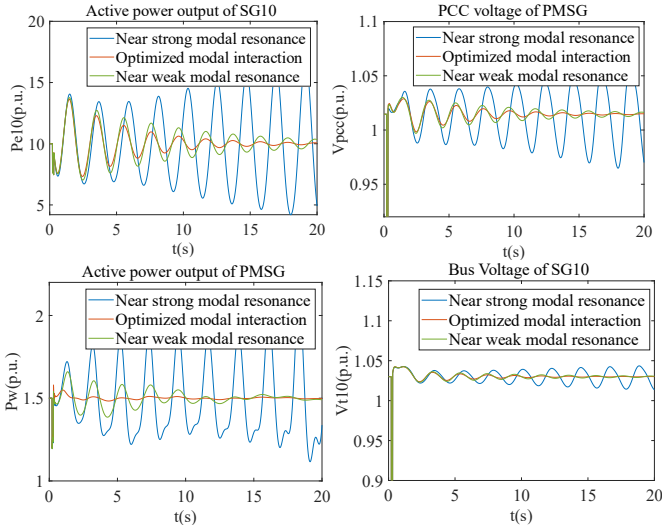 Active power output of SG10
Near strong modal resonance
Optimized modal interaction
Near weak modal resonance
Pe10(p.u.)
20
15
10
5
0
5
10
15
20
t(s)
PCC voltage of PMSG
Near strong modal resonance
Optimized modal interaction
Near weak modal resonance
Vpcc(p.u.)
1.1
1.05
1
0.95
0
5
10
15
20
t(s)
Active power output of PMSG
Near strong modal resonance
Optimized modal interaction
Near weak modal resonance
Pw(p.u.)
2
1.5
1
0
5
10
15
20
t(s)
Bus Voltage of SG10
Near strong modal resonance
Optimized modal interaction
Near weak modal resonance
Vt10(p.u.)
1.15
1.1
1.05
1
0.95
0.9
0
5
10
15
20
t(s)